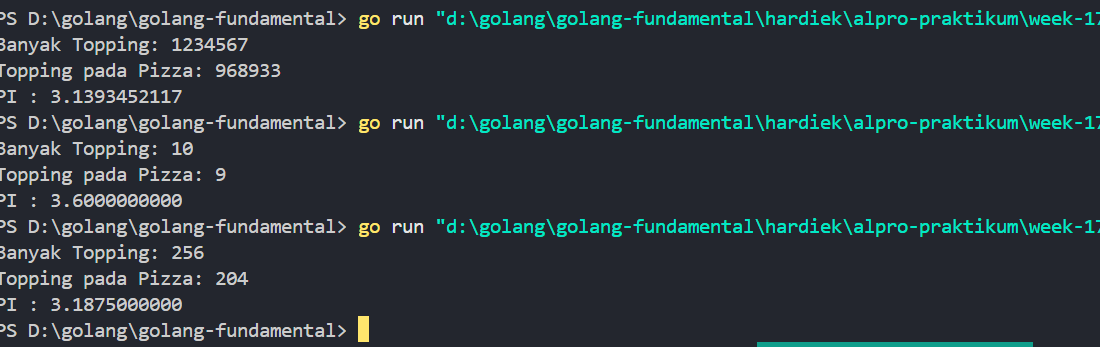 PS D:\golang\golang-fundamental> go run "d:\golang\golang-fundamental\hardiek\alpro-praktikum\week-17
Banyak Topping: 1234567
Topping pada Pizza: 968933
PI : 3.1393452117
PS D:\golang\golang-fundamental> go run "d:\golang\golang-fundamental\hardiek\alpro-praktikum\week-17
Banyak Topping: 10
Topping pada Pizza: 9
PI : 3.6000000000
PS D:\golang\golang-fundamental> go run "d:\golang\golang-fundamental\hardiek\alpro-praktikum\week-17
Banyak Topping: 256
Topping pada Pizza: 204
PI : 3.1875000000
PS D:\golang\golang-fundamental>